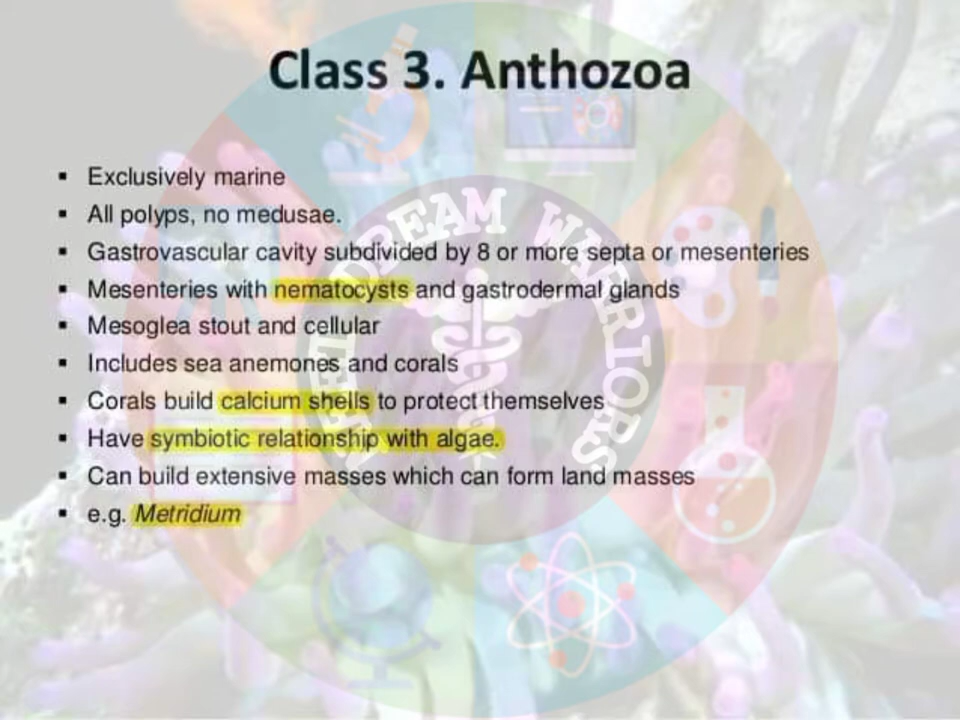 Class 3. Anthozoa
▪ Exclusively marine
▪ All polyps, no medusae.
▪ Gastrovascular cavity subdivided by 8 or more septa or mesenteries
▪ Mesenteries with nematocysts and gastrodermal glands
▪ Mesoglea stout and cellular
▪ Includes sea anemones and corals
▪ Corals build calcium shells to protect themselves
▪ Have symbiotic relationship with algae.
▪ Can build extensive masses which can form land masses
▪ e.g. Metridium
DREAM WARRIORS